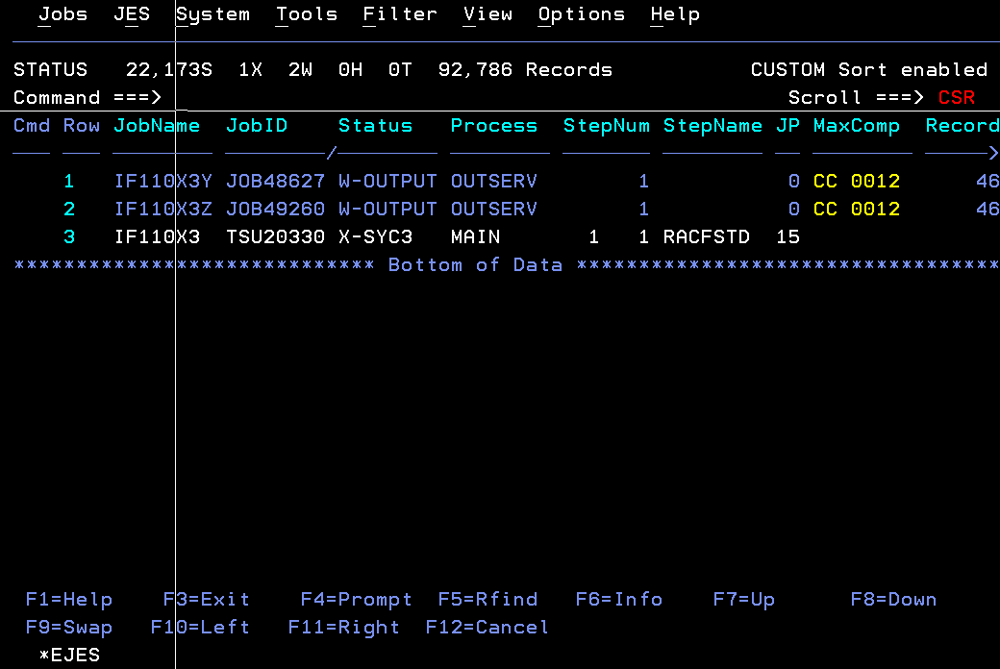 Jobs JES System Tools Filter View Options Help
STATUS 22,173S 1X 2W 0H 0T 92,786 Records CUSTOM Sort enabled
Command ===> Scroll ===> CSR
Cmd Row JobName JobID Status Process StepNum StepName JP MaxComp Record
/ >
1 IF110X3Y JOB48627 W-OUTPUT OUTSERV 1 0 CC 0012 46
2 IF110X3Z JOB49260 W-OUTPUT OUTSERV 1 0 CC 0012 46
3 IF110X3 TSU20330 X-SYC3 MAIN 1 1 RACFSTD 15
***************************** Bottom of Data **********************************
F1=Help F3=Exit F4=Prompt F5=Rfind F6=Info F7=Up F8=Down
F9=Swap F10=Left F11=Right F12=Cancel
*EJES